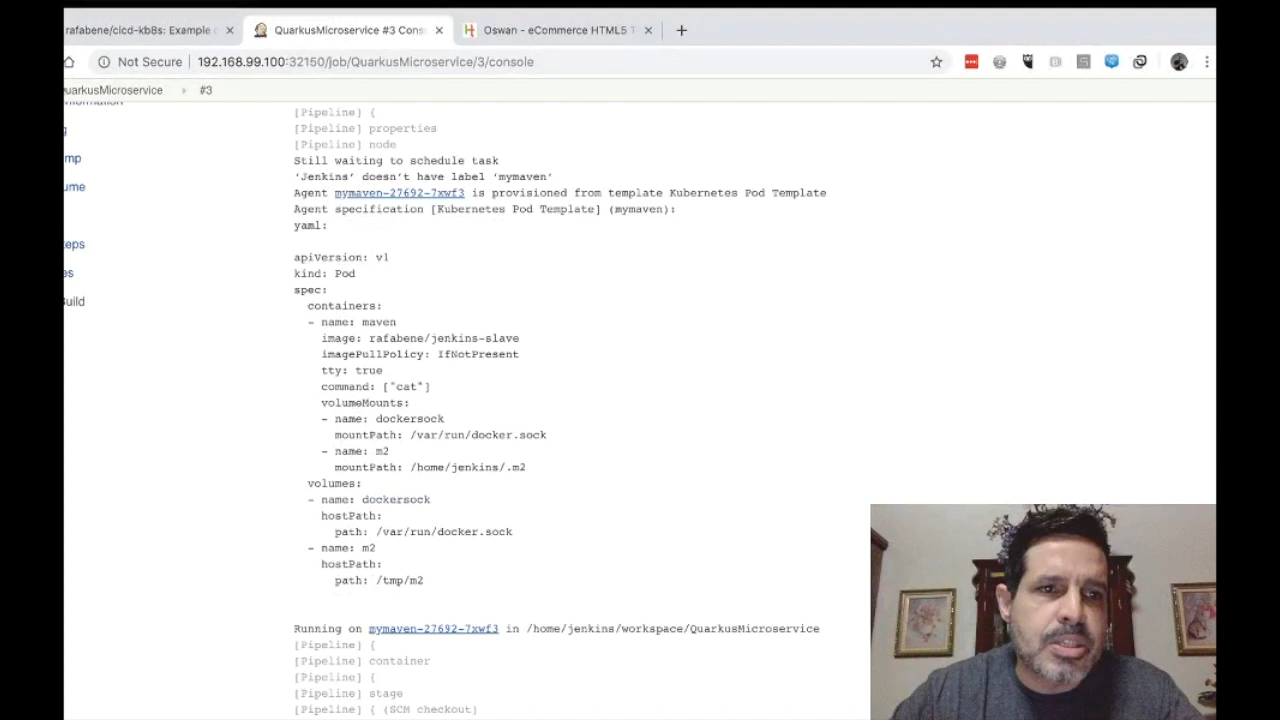 rafabene/cicd-kb8s: Example
QuarkusMicroservice #3 Cons
Oswan - eCommerce HTML5 T
Not Secure
192.168.99.100:32150/job/QuarkusMicroservice/3/console
uarkusMicroservice
#3
mp
ume
teps
es
Build
[Pipeline] {
[Pipeline] properties
[Pipeline] node
Still waiting to schedule task
‘Jenkins’ doesn’t have label ‘mymaven’
Agent mymaven-27692-7xwf3 is provisioned from template Kubernetes Pod Template
Agent specification [Kubernetes Pod Template] (mymaven):
yaml:
apiVersion: v1
kind: Pod
spec:
containers:
- name: maven
image: rafabene/jenkins-slave
imagePullPolicy: IfNotPresent
tty: true
command: ["cat"]
volumeMounts:
- name: dockersock
mountPath: /var/run/docker.sock
- name: m2
mountPath: /home/jenkins/.m2
volumes:
- name: dockersock
hostPath:
path: /var/run/docker.sock
- name: m2
hostPath:
path: /tmp/m2
Running on mymaven-27692-7xwf3 in /home/jenkins/workspace/QuarkusMicroservice
[Pipeline] {
[Pipeline] container
[Pipeline] {
[Pipeline] stage
[Pipeline] { (SCM checkout)